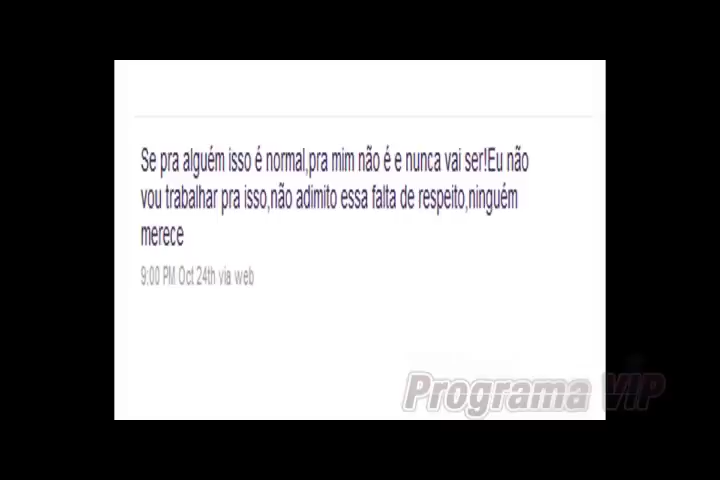 Se pra alguém isso é normal,pra mim não é e nunca vai ser!Eu não
vou trabalhar pra isso,não adimito essa falta de respeito,ninguém
merece
9:00 PM Oct 24th via web
Programa VIP